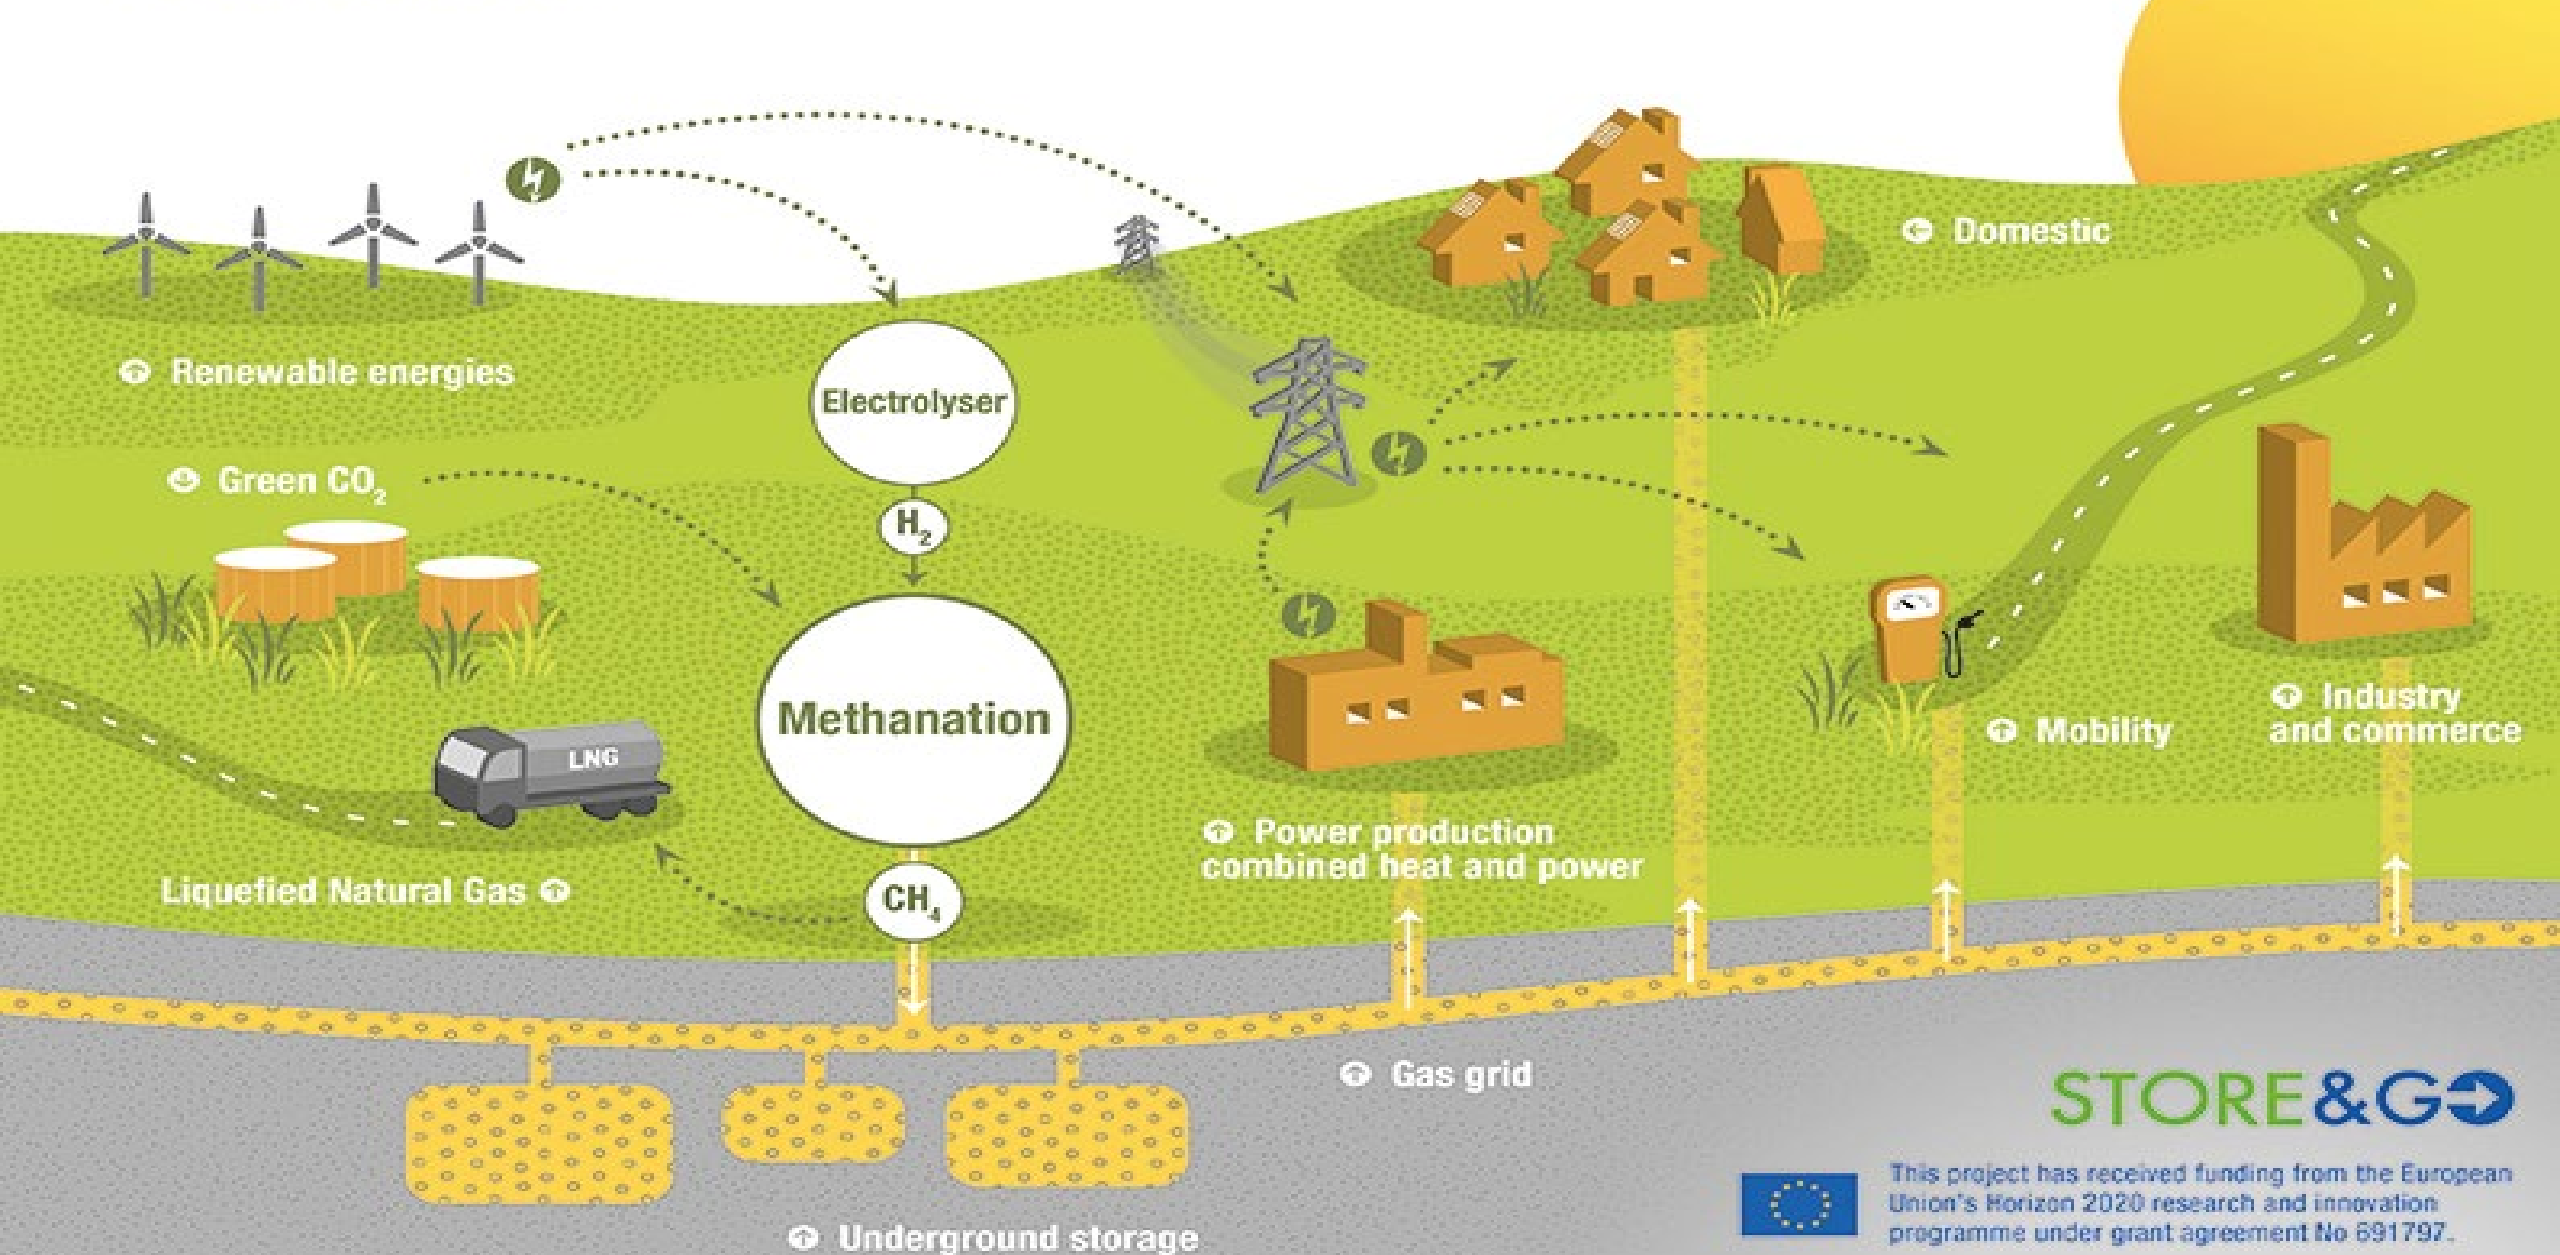 Renewable energies
Electrolyser
H₂
Green CO₂
Methanation
LNG
Liquefied Natural Gas
CH₄
Domestic
Power production
combined heat and power
Mobility
Industry
and commerce
Gas grid
Underground storage
STORE&GO
This project has received funding from the European
Union's Horizon 2020 research and innovation
programme under grant agreement No 691797.